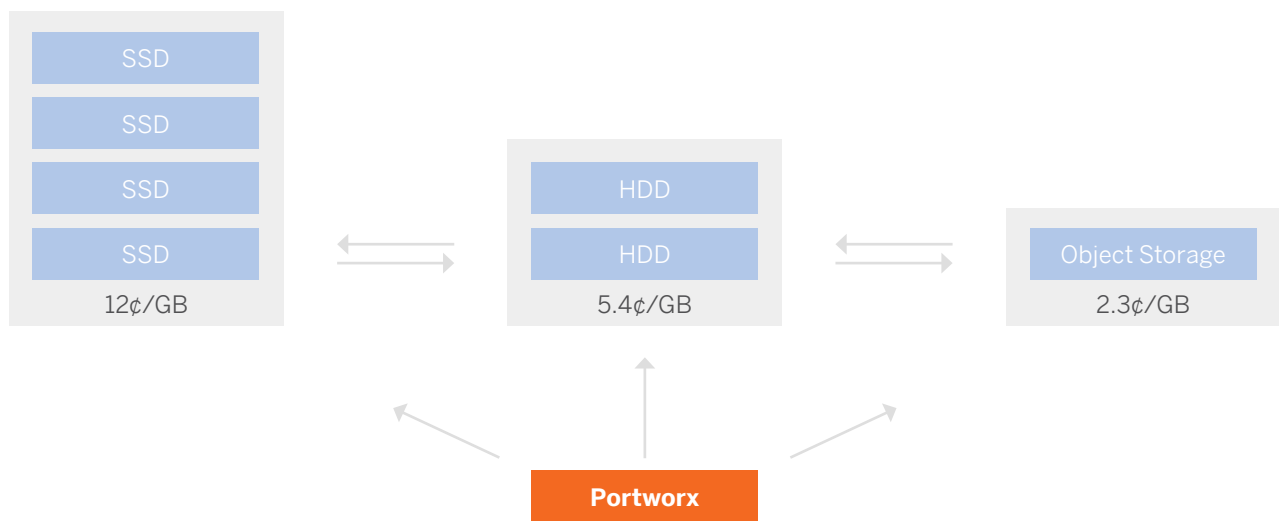 SSD
SSD
SSD
SSD
12¢/GB
HDD
HDD
5.4¢/GB
Object Storage
2.3¢/GB
Portworx